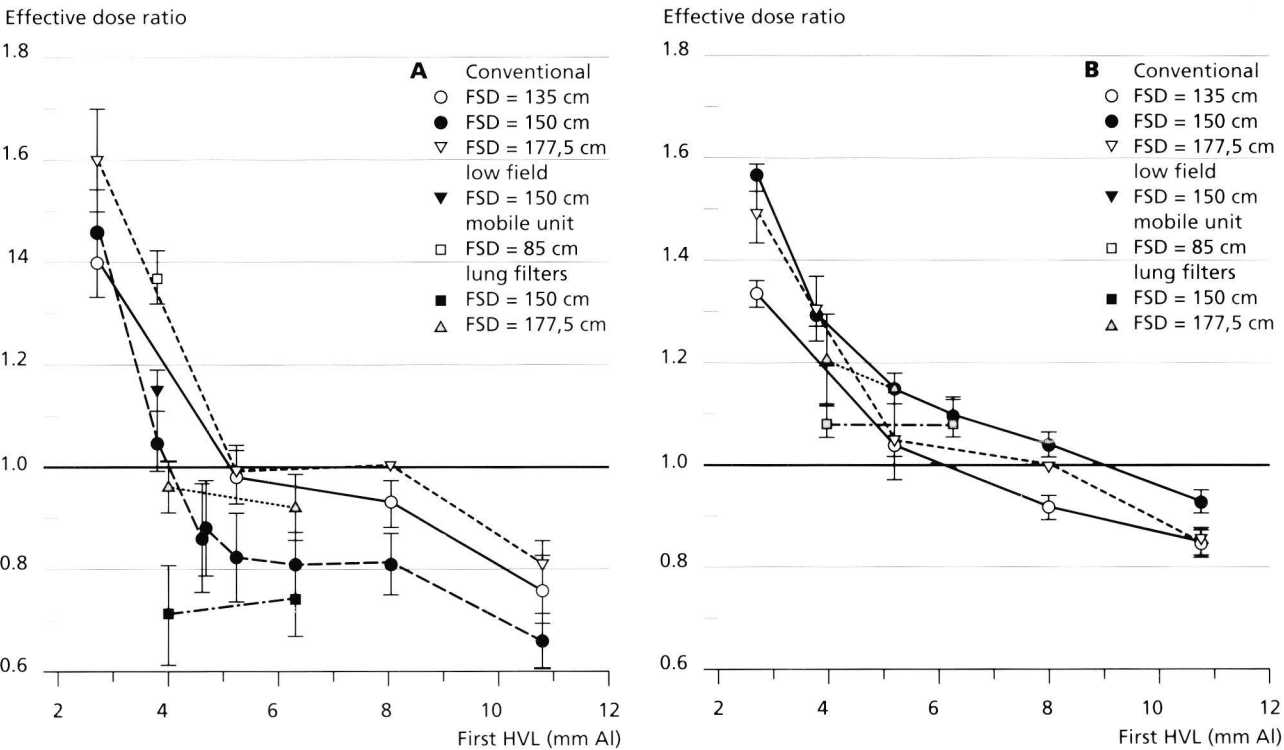 Effective dose ratio
1.8
1.6
14
1.2
1.0
0.8
0.6
A Conventional
FSD = 135 cm
FSD = 150 cm
FSD = 177,5 cm
low field
FSD = 150 cm
mobile unit
FSD = 85 cm
lung filters
FSD = 150 cm
FSD = 177,5 cm
2 4 6 8 10 12
First HVL (mm Al)
Effective dose ratio
1.8
1.6
1.4
1.2
1.0
0.8
0.6
B Conventional
FSD = 135 cm
FSD = 150 cm
FSD = 177,5 cm
low field
FSD = 150 cm
mobile unit
FSD = 85 cm
lung filters
FSD = 150 cm
FSD = 177,5 cm
2 4 6 8 10 12
First HVL (mm Al)